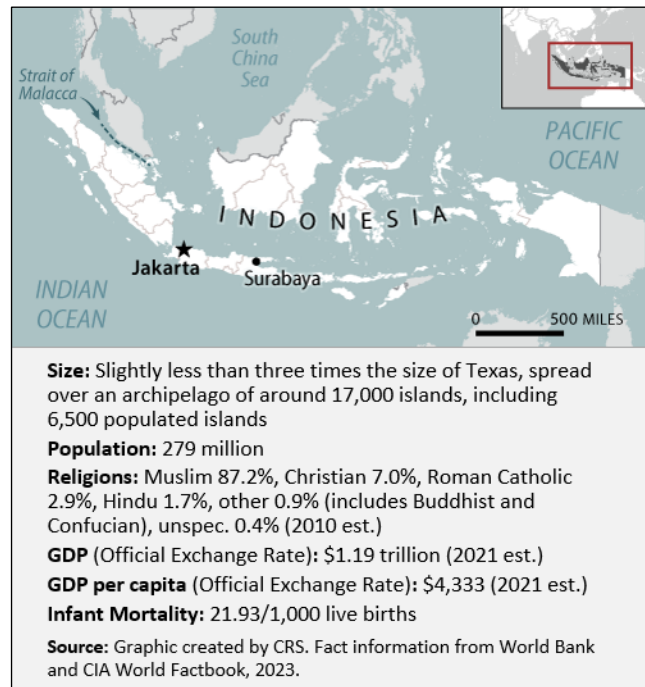 South
China
Sea
Strait of
Malacca
PACIFIC
OCEAN
INDONESIA
Jakarta
Surabaya
INDIAN
OCEAN
0 500 MILES
Size: Slightly less than three times the size of Texas, spread
over an archipelago of around 17,000 islands, including
6,500 populated islands
Population: 279 million
Religions: Muslim 87.2%, Christian 7.0%, Roman Catholic
2.9%, Hindu 1.7%, other 0.9% (includes Buddhist and
Confucian), unspec. 0.4% (2010 est.)
GDP (Official Exchange Rate): $1.19 trillion (2021 est.)
GDP per capita (Official Exchange Rate): $4,333 (2021 est.)
Infant Mortality: 21.93/1,000 live births
Source: Graphic created by CRS. Fact information from World Bank
and CIA World Factbook, 2023.